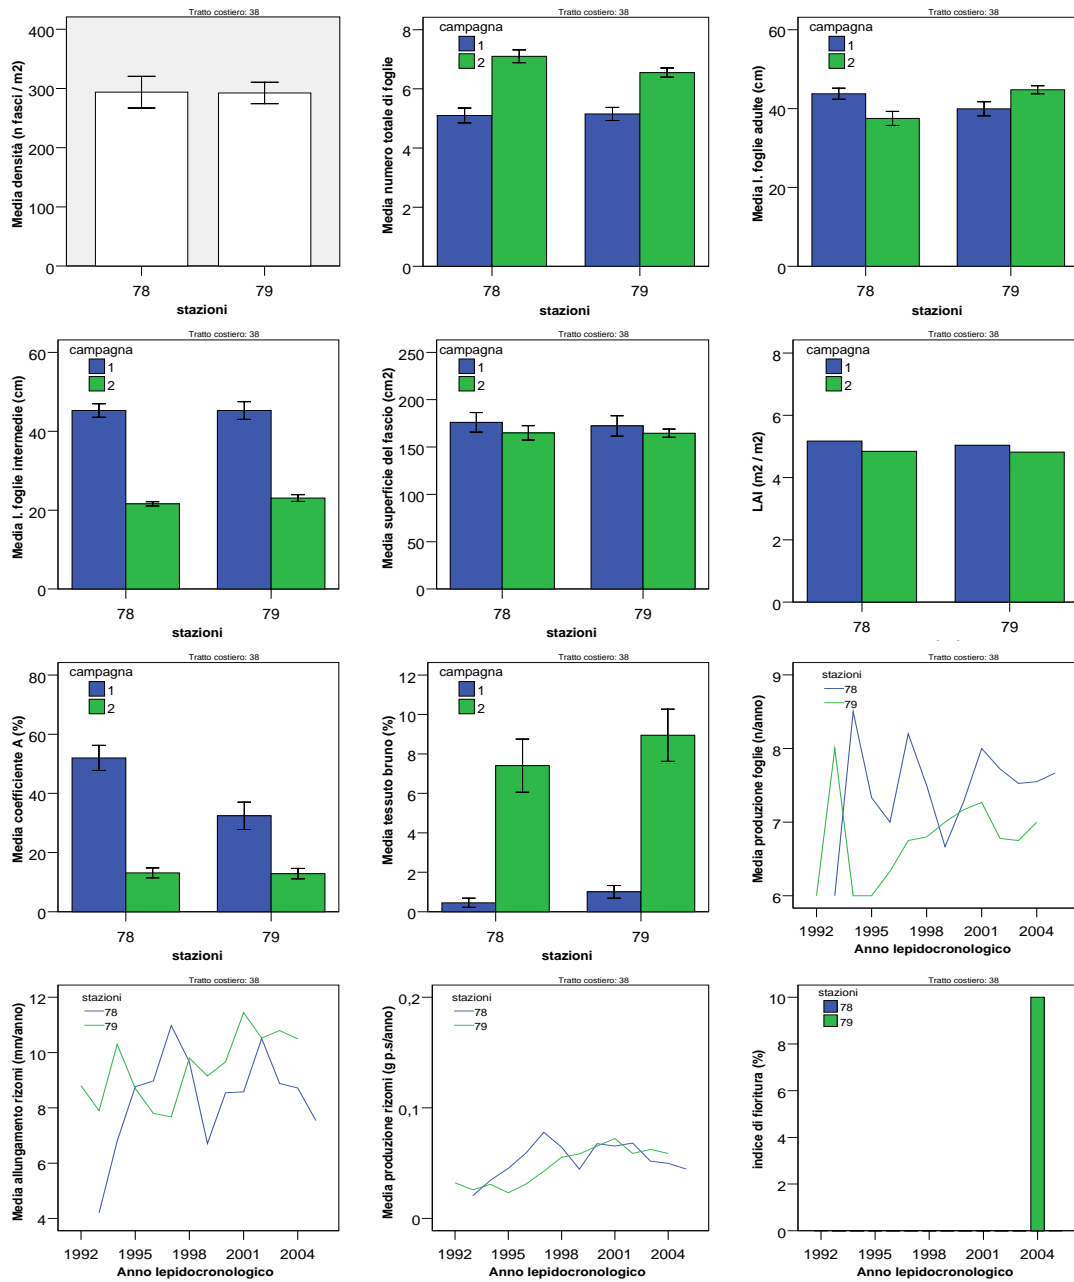 Tratto costiero: 38
Media densità (n fasci / m2)
400
300
200
100
0
78
79
stazioni
Tratto costiero: 38
campagna
1
2
Media numero totale di foglie
8
6
4
2
0
78
79
stazioni
Tratto costiero: 38
campagna
1
2
Media l. foglie adulte (cm)
60
40
20
0
78
79
stazioni
Tratto costiero: 38
campagna
1
2
Media l. foglie intermedie (cm)
60
40
20
0
78
79
stazioni
Tratto costiero: 38
campagna
1
2
Media superficie del fascio (cm2)
250
200
150
100
50
0
78
79
stazioni
Tratto costiero: 38
campagna
1
2
LAI (m2 / m2)
8
6
4
2
0
78
79
Tratto costiero: 38
campagna
1
2
Media coefficiente A (%)
80
60
40
20
0
78
79
stazioni
Tratto costiero: 38
campagna
1
2
Media tessuto bruno (%)
12
10
8
6
4
2
0
78
79
stazioni
Tratto costiero: 38
stazioni
78
79
Media produzione foglie (n/anno)
9
8
7
6
1992
1995
1998
2001
2004
Anno lepidocronologico
Tratto costiero: 38
stazioni
78
79
Media allungamento rizomi (mm/anno)
12
10
8
6
4
1992
1995
1998
2001
2004
Anno lepidocronologico
Tratto costiero: 38
stazioni
78
79
Media produzione rizomi (g p.s/anno)
0,2
0,1
0
1992
1995
1998
2001
2004
Anno lepidocronologico
Tratto costiero: 38
stazioni
78
79
indice di fioritura (%)
10
8
6
4
2
0
1992
1995
1998
2001
2004
Anno lepidocronologico